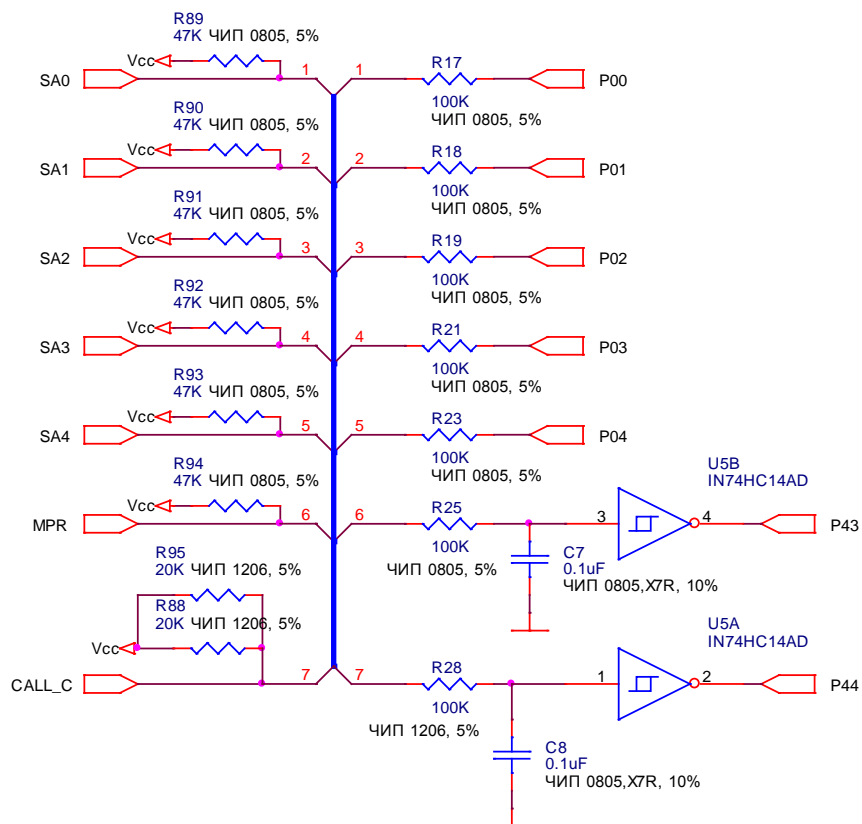 R89
47K ЧИП 0805, 5%
Vcc
SA0
1
1
R17
100K
ЧИП 0805, 5%
P00
R90
47K ЧИП 0805, 5%
Vcc
SA1
2
2
R18
100K
ЧИП 0805, 5%
P01
R91
47K ЧИП 0805, 5%
Vcc
SA2
3
3
R19
100K
ЧИП 0805, 5%
P02
R92
47K ЧИП 0805, 5%
Vcc
SA3
4
4
R21
100K
ЧИП 0805, 5%
P03
R93
47K ЧИП 0805, 5%
Vcc
SA4
5
5
R23
100K
ЧИП 0805, 5%
P04
R94
47K ЧИП 0805, 5%
Vcc
MPR
6
6
R25
100K
ЧИП 0805, 5%
C7
0.1uF
ЧИП 0805,X7R, 10%
U5B
IN74HC14AD
3
4
P43
R95
20K ЧИП 1206, 5%
R88
20K ЧИП 1206, 5%
Vcc
CALL_C
7
7
R28
100K
ЧИП 1206, 5%
C8
0.1uF
ЧИП 0805,X7R, 10%
U5A
IN74HC14AD
1
2
P44